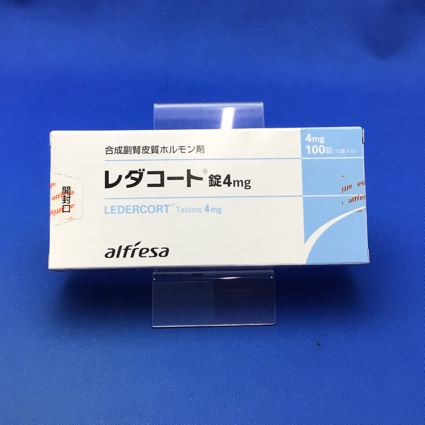 合成副腎皮質ホルモン剤
レダコート® 錠4mg
LEDERCORT™ Tablets 4mg
alfresa
4mg
100錠
開封口